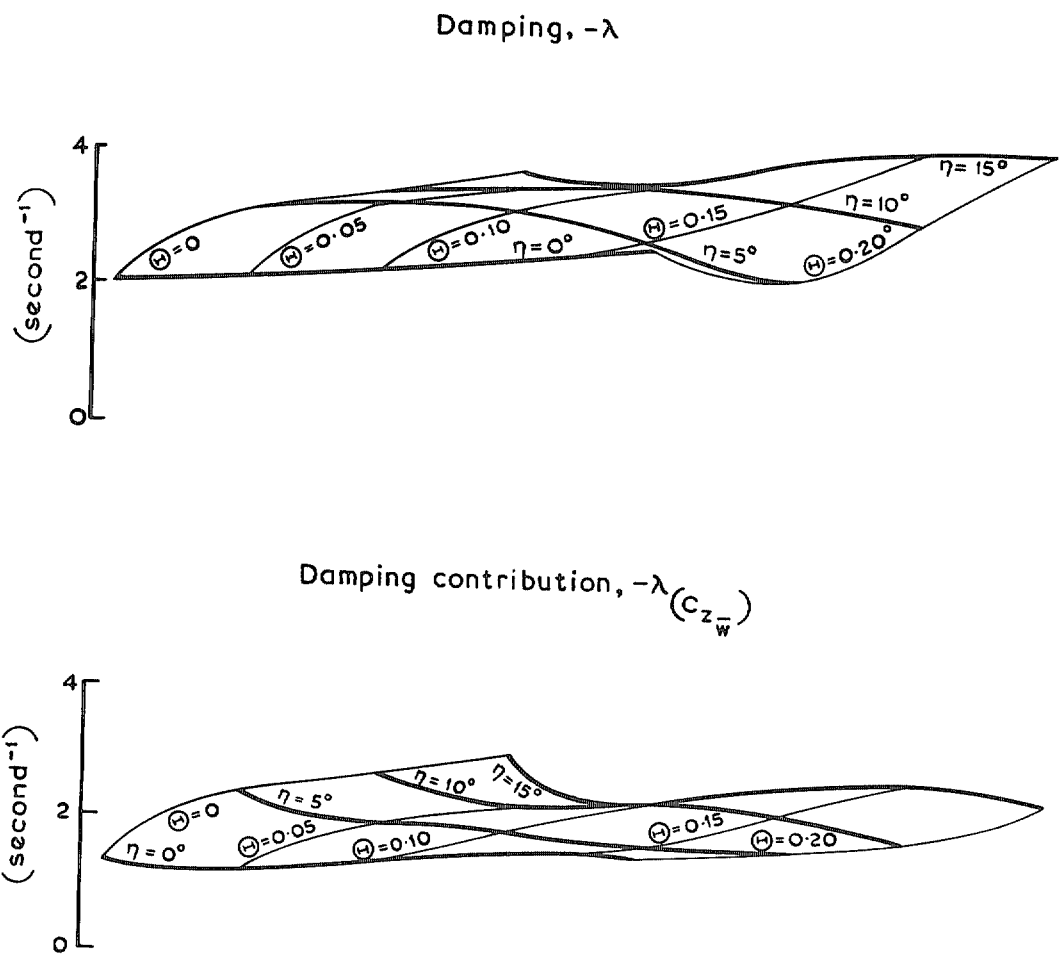 Damping, -λ
4
2
0
(second⁻¹)
Ⓗ=0
Ⓗ=0·05
Ⓗ=0·10
η=0°
Ⓗ=0·15
η=5°
Ⓗ=0·20°
η=10°
η=15°
Damping contribution, -λ(C_z_w̄)
4
2
0
(second⁻¹)
η=0°
Ⓗ=0
η=5°
Ⓗ=0·05
η=10°
Ⓗ=0·10
η=15°
Ⓗ=0·15
Ⓗ=0·20